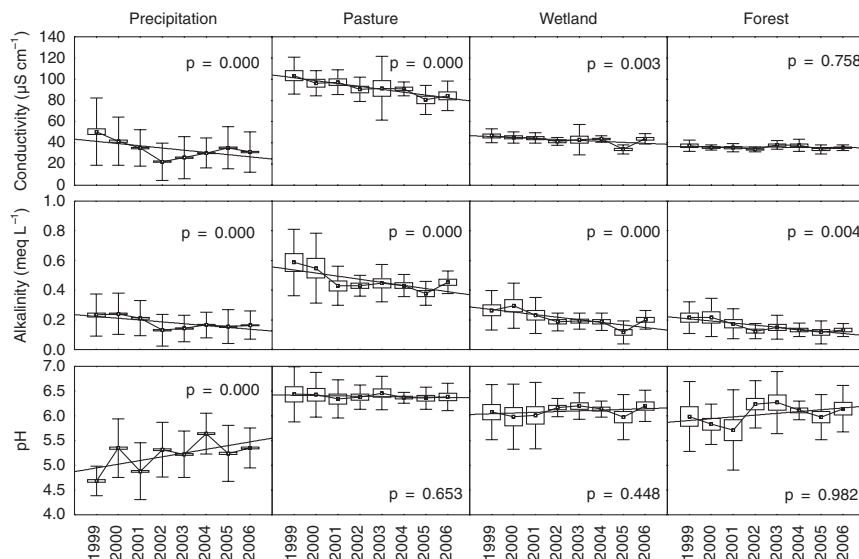 Precipitation Pasture Wetland Forest
Conductivity (µS cm⁻¹)
140
120
100
80
60
40
20
0
p = 0.000 p = 0.000 p = 0.003 p = 0.758
Alkalinity (meq L⁻¹)
1.0
0.8
0.6
0.4
0.2
0.0
p = 0.000 p = 0.000 p = 0.000 p = 0.004
pH
7.0
6.5
6.0
5.5
5.0
4.5
4.0
p = 0.000 p = 0.653 p = 0.448 p = 0.982
1999 2000 2001 2002 2003 2004 2005 2006 1999 2000 2001 2002 2003 2004 2005 2006 1999 2000 2001 2002 2003 2004 2005 2006 1999 2000 2001 2002 2003 2004 2005 2006